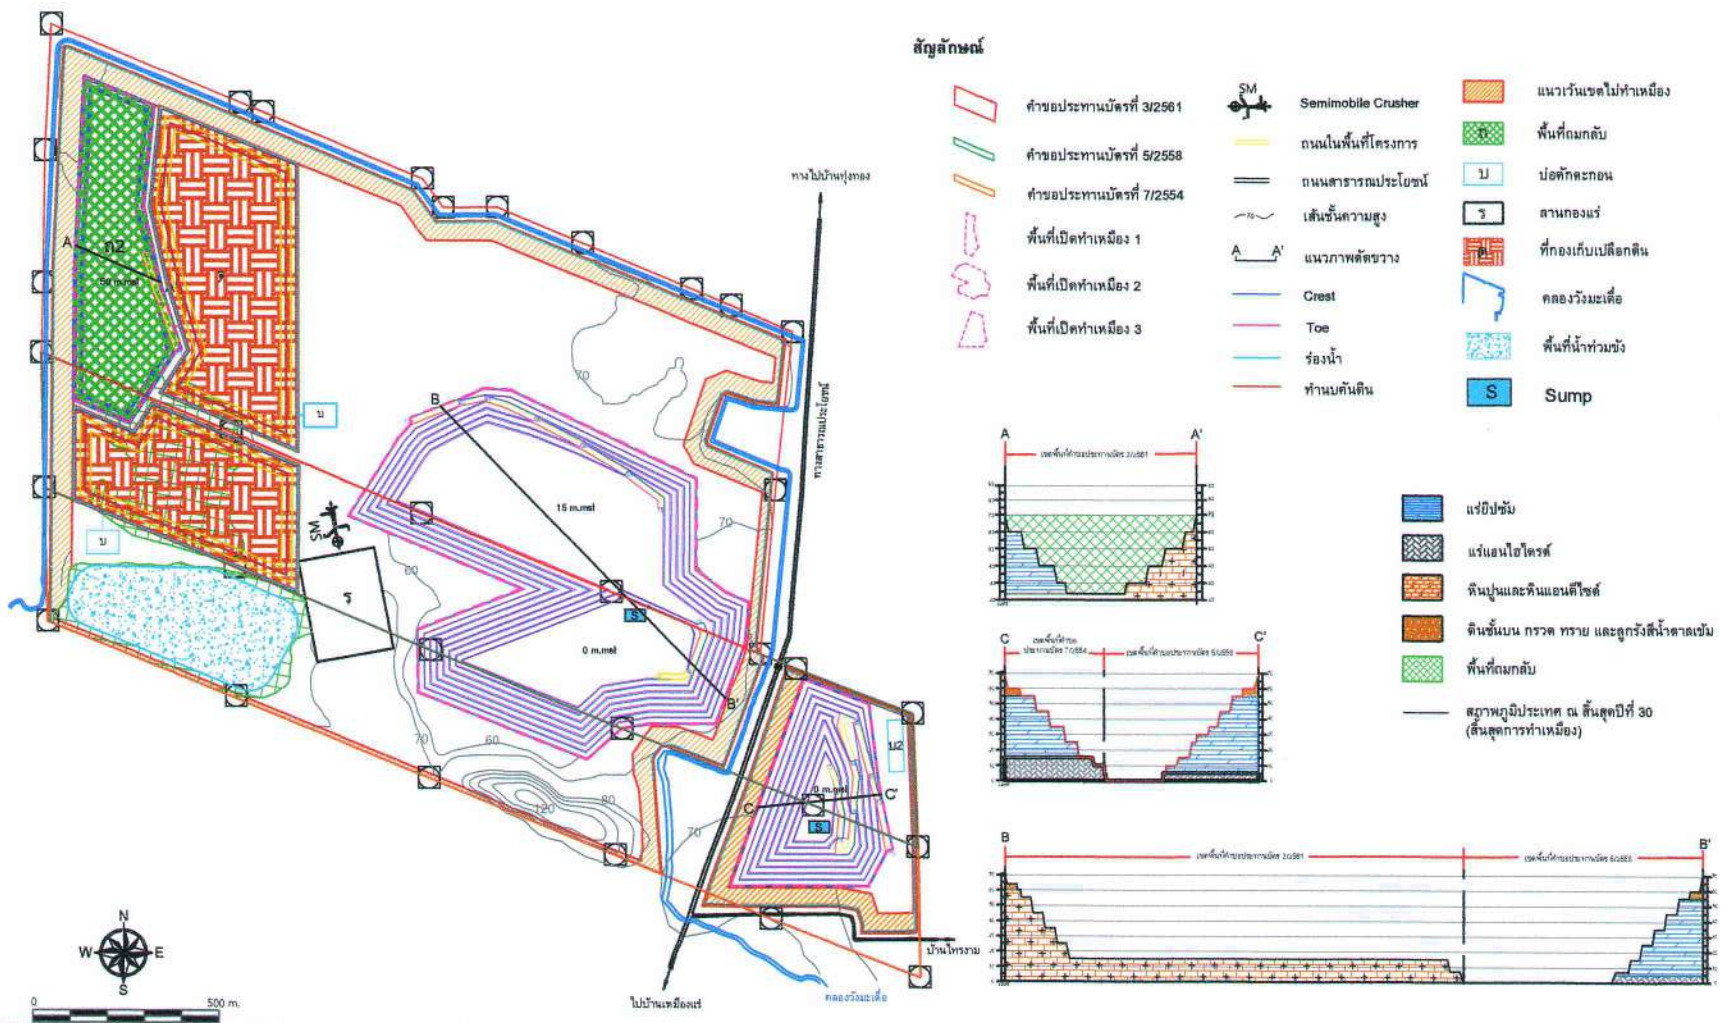 สัญลักษณ์
คำขอประทานบัตรที่ 3/2561
คำขอประทานบัตรที่ 5/2558
คำขอประทานบัตรที่ 7/2554
พื้นที่เปิดทำเหมือง 1
พื้นที่เปิดทำเหมือง 2
พื้นที่เปิดทำเหมือง 3
SM
Semimobile Crusher
ถนนในพื้นที่โครงการ
ถนนสาธารณประโยชน์
70
เส้นชั้นความสูง
A A'
แนวภาพตัดขวาง
Crest
Toe
ร่องน้ำ
ทำนบคันดิน
แนวเว้นเขตไม่ทำเหมือง
ถ
พื้นที่ถมกลับ
บ
บ่อดักตะกอน
ร
ลานกองแร่
ด
ที่กองเก็บเปลือกดิน
คลองวังมะเดื่อ
พื้นที่น้ำท่วมขัง
S
Sump
ทางไปบ้านทุ่งทอง
ทางสาธารณประโยชน์
A
ถ2
50 m.msl
บ
B
70
15 m.msl
70
SM
บ
60
ร
S
0 m.msl
B'
70
60
120
80
70
C
C'
0 m.msl
S
บ2
บ้านไทรงาม
ไปบ้านเหมืองแร่
คลองวังมะเดื่อ
N
W E
S
0 500 m.
A A'
C C'
B B'
แร่ยิปซัม
แร่แอนไฮไดรต์
หินปูนและหินแอนดีไซต์
ดินชั้นบน กรวด ทราย และลูกรังสีน้ำตาลเข้ม
พื้นที่ถมกลับ
สภาพภูมิประเทศ ณ สิ้นสุดปีที่ 30
(สิ้นสุดการทำเหมือง)